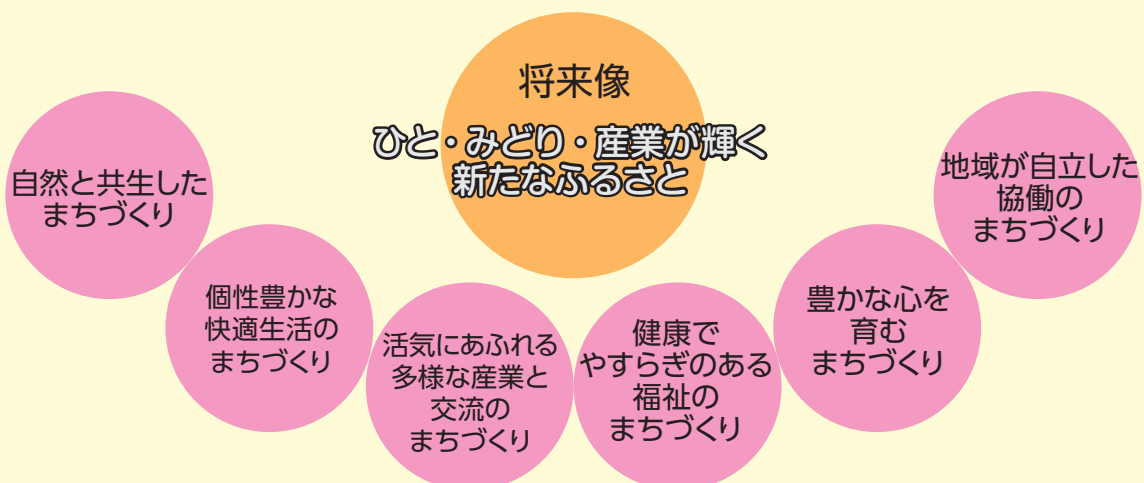 将来像
ひと・みどり・産業が輝く
新たなふるさと
自然と共生した
まちづくり
個性豊かな
快適生活の
まちづくり
活気にあふれる
多様な産業と
交流の
まちづくり
健康で
やすらぎのある
福祉の
まちづくり
豊かな心を
育む
まちづくり
地域が自立した
協働の
まちづくり